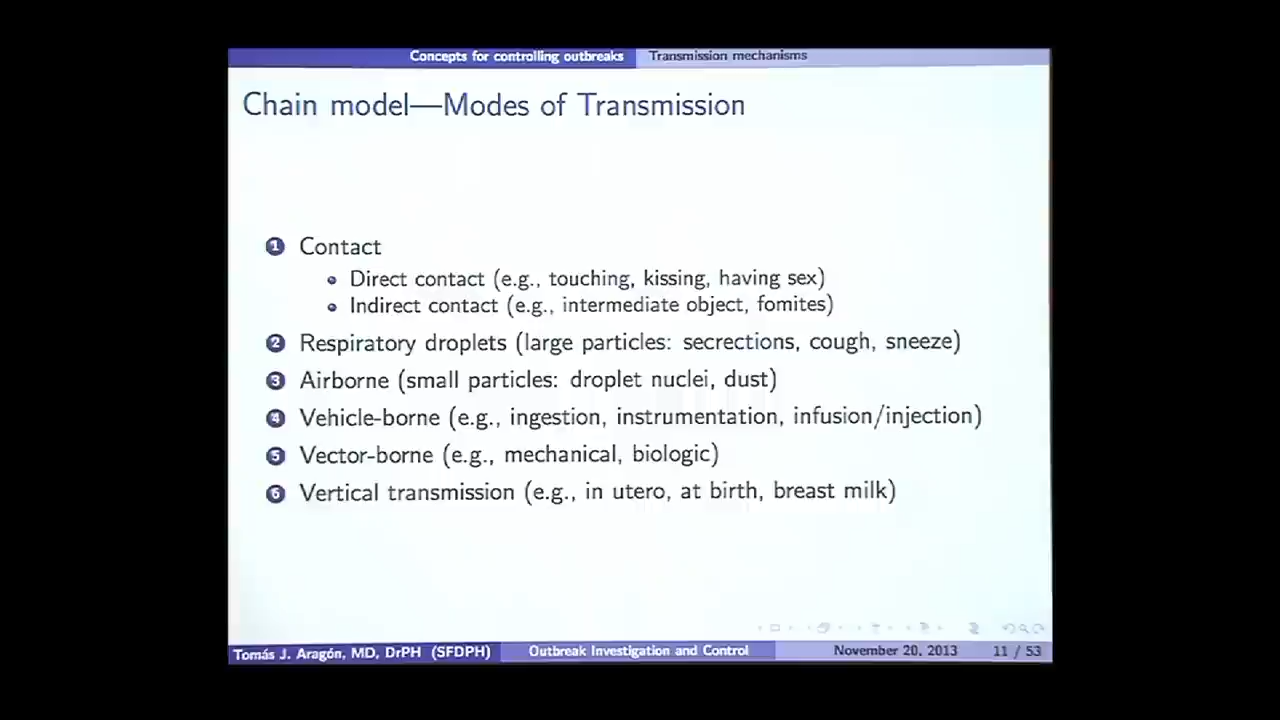 Concepts for controlling outbreaks Transmission mechanisms
Chain model—Modes of Transmission
1 Contact
Direct contact (e.g., touching, kissing, having sex)
Indirect contact (e.g., intermediate object, fomites)
2 Respiratory droplets (large particles: secrections, cough, sneeze)
3 Airborne (small particles: droplet nuclei, dust)
4 Vehicle-borne (e.g., ingestion, instrumentation, infusion/injection)
5 Vector-borne (e.g., mechanical, biologic)
6 Vertical transmission (e.g., in utero, at birth, breast milk)
Tomás J. Aragón, MD, DrPH (SFDPH) Outbreak Investigation and Control November 20, 2013 11 / 53